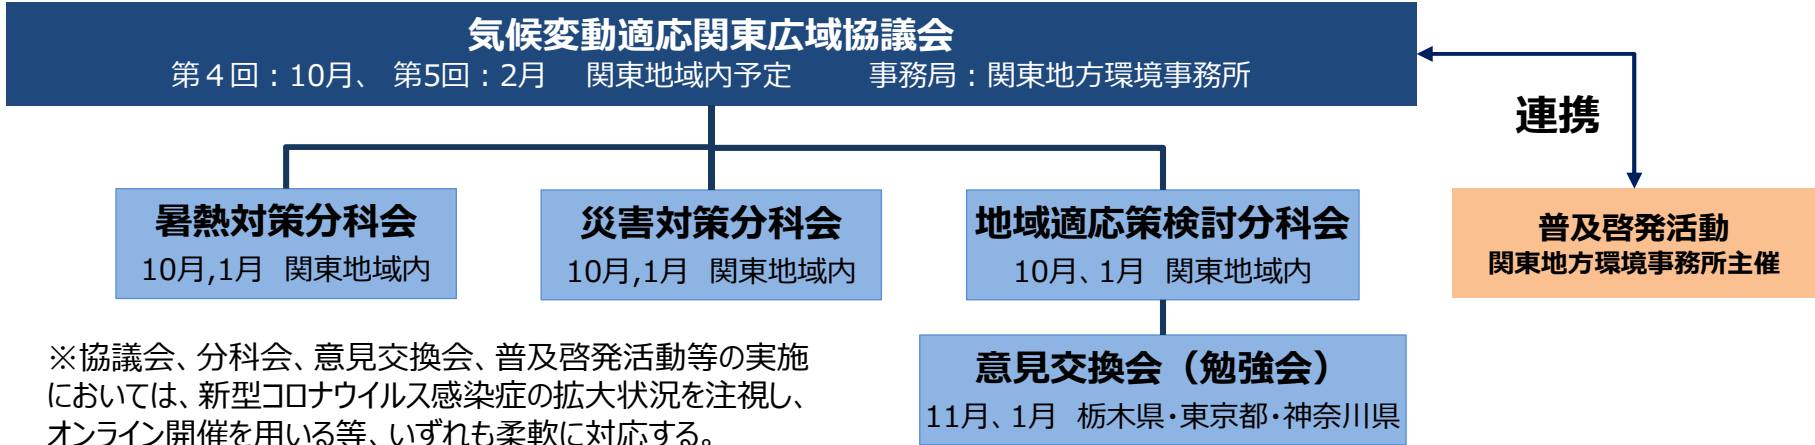 気候変動適応関東広域協議会
第４回：10月、 第5回：2月　 関東地域内予定　　　事務局：関東地方環境事務所
連携
暑熱対策分科会
10月,1月　関東地域内
災害対策分科会
10月,1月　関東地域内
地域適応策検討分科会
10月、1月　関東地域内
普及啓発活動
関東地方環境事務所主催
意見交換会（勉強会）
11月、1月　栃木県・東京都・神奈川県
※協議会、分科会、意見交換会、普及啓発活動等の実施
においては、新型コロナウイルス感染症の拡大状況を注視し、
オンライン開催を用いる等、いずれも柔軟に対応する。